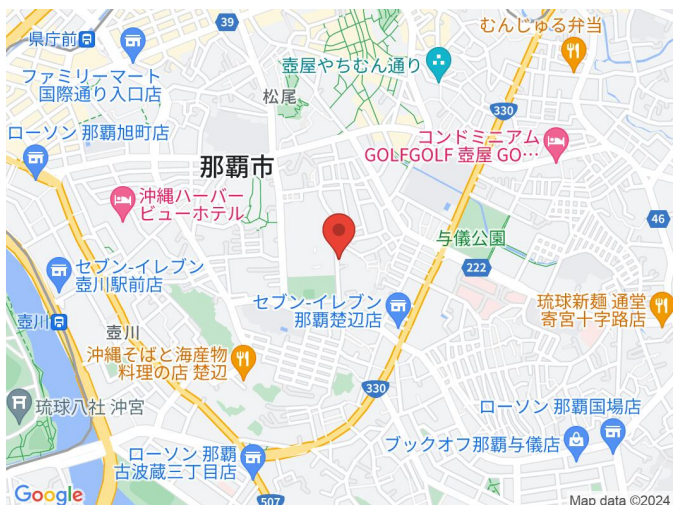 むんじゅる弁当
39
県庁前
壺屋やちむん通り
ファミリーマート
国際通り入口店
松尾
330
ローソン 那覇旭町店
コンドミニアム
GOLFGOLF 壺屋 GO…
那覇市
沖縄ハーバー
ビューホテル
46
与儀公園
セブン-イレブン
壺川駅前店
222
セブン-イレブン
那覇楚辺店
琉球新麺 通堂
寄宮十字路店
壺川
壺川
沖縄そばと海産物
料理の店 楚辺
330
琉球八社 沖宮
ローソン 那覇国場店
ブックオフ那覇与儀店
ローソン 那覇
古波蔵三丁目店
507
Google
Map data ©2024